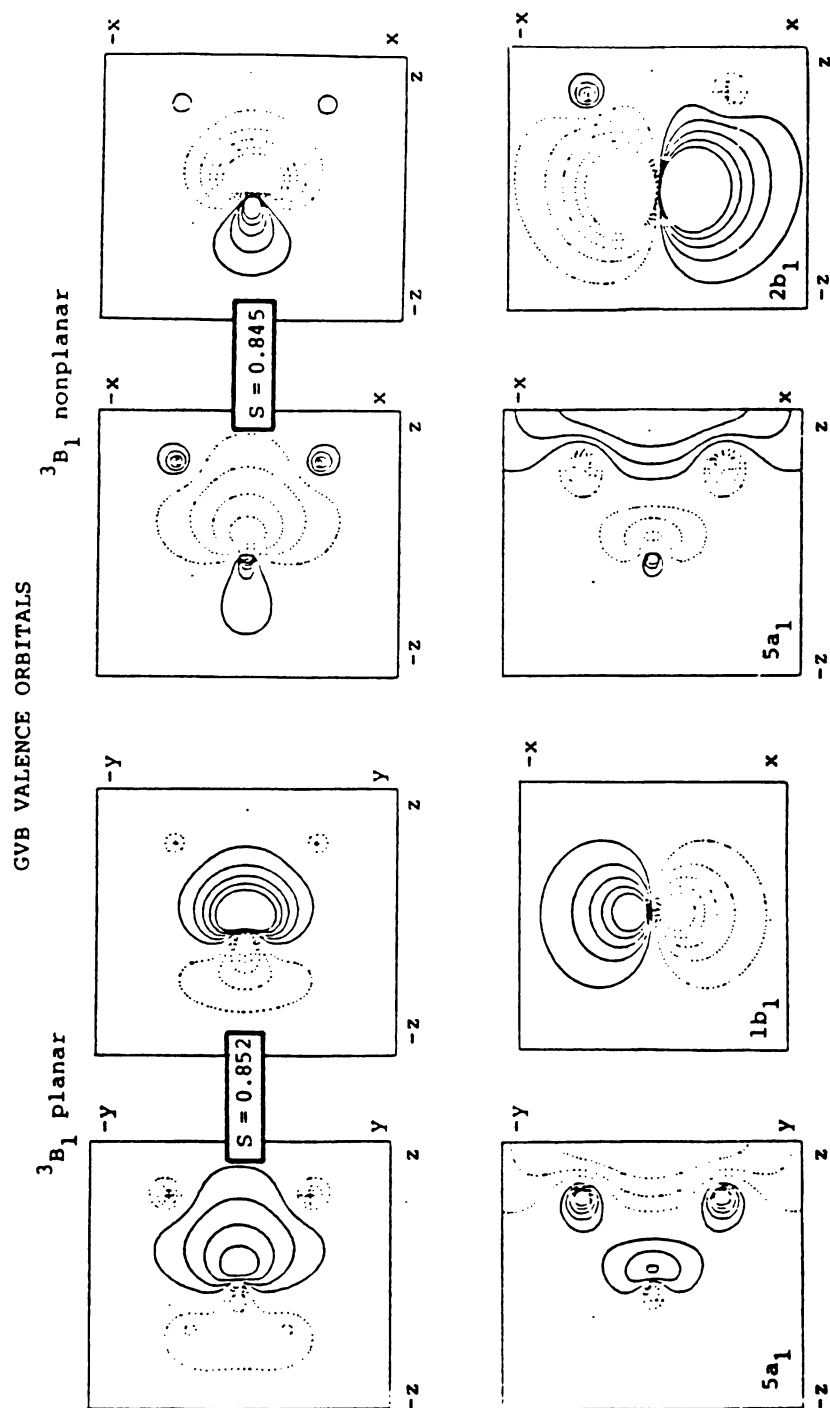 GVB VALENCE ORBITALS
³B₁ planar
³B₁ nonplanar
-y
y
-z
z
S = 0.852
-y
y
-z
z
-x
x
-z
z
S = 0.845
-x
x
-z
z
5a₁
-y
y
-z
z
1b₁
-x
x
5a₁
-x
x
-z
z
2b₁
-x
x
-z
z